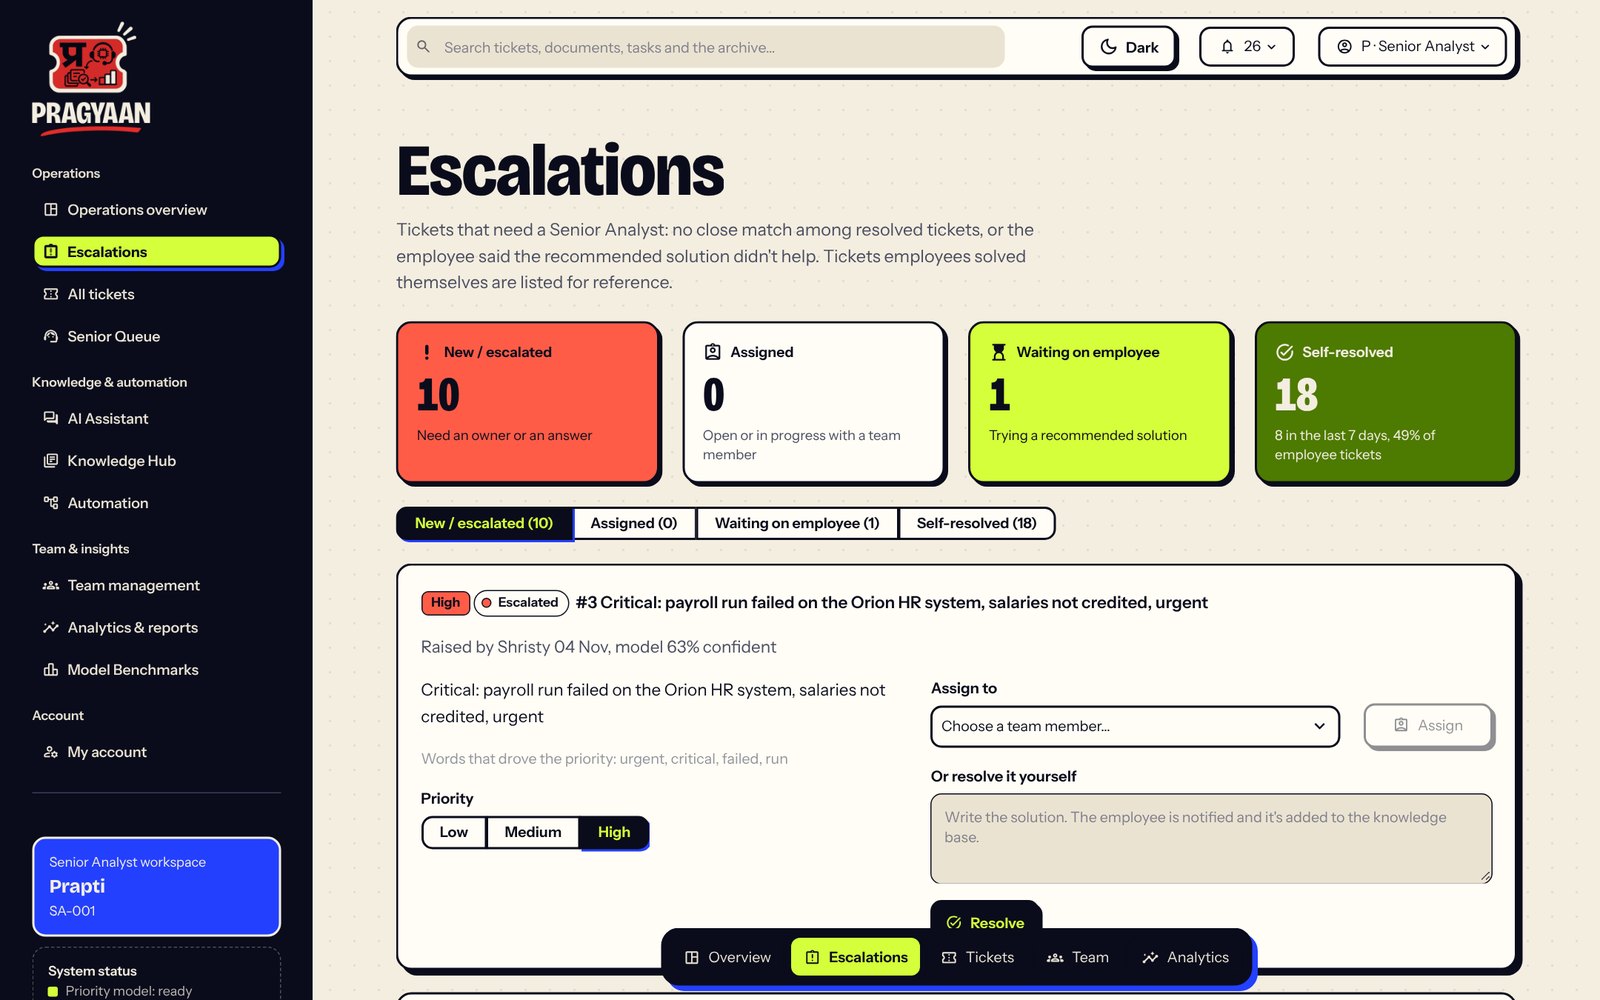 प्र
PRAGYAAN
Operations
Operations overview
Escalations
All tickets
Senior Queue
Knowledge & automation
AI Assistant
Knowledge Hub
Automation
Team & insights
Team management
Analytics & reports
Model Benchmarks
Account
My account
Senior Analyst workspace
Prapti
SA-001
System status
Priority model: ready
Search tickets, documents, tasks and the archive...
Dark
26
P · Senior Analyst
Escalations
Tickets that need a Senior Analyst: no close match among resolved tickets, or the
employee said the recommended solution didn't help. Tickets employees solved
themselves are listed for reference.
New / escalated
10
Need an owner or an answer
Assigned
0
Open or in progress with a team
member
Waiting on employee
1
Trying a recommended solution
Self-resolved
18
8 in the last 7 days, 49% of
employee tickets
New / escalated (10)
Assigned (0)
Waiting on employee (1)
Self-resolved (18)
High Escalated #3 Critical: payroll run failed on the Orion HR system, salaries not credited, urgent
Raised by Shristy 04 Nov, model 63% confident
Critical: payroll run failed on the Orion HR system, salaries not
credited, urgent
Words that drove the priority: urgent, critical, failed, run
Priority
Low Medium High
Assign to
Choose a team member...
Assign
Or resolve it yourself
Write the solution. The employee is notified and it's added to the knowledge
base.
Resolve
Overview Escalations Tickets Team Analytics